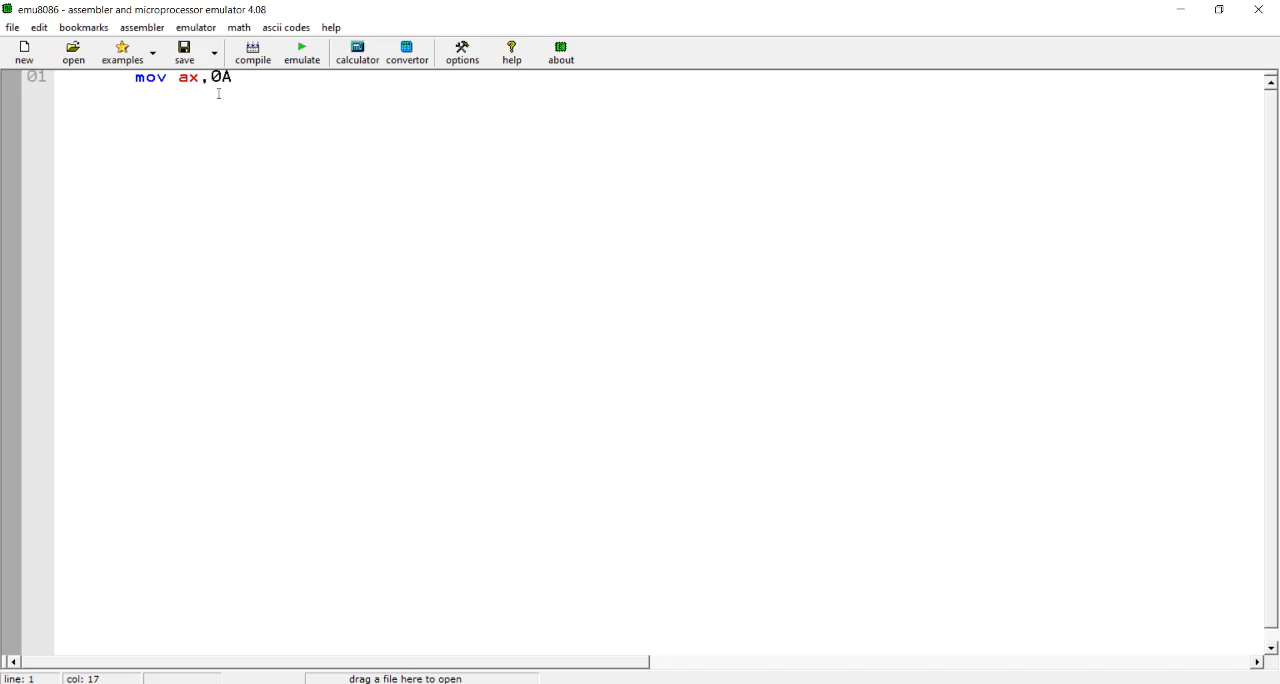 emu8086 - assembler and microprocessor emulator 4.08
file edit bookmarks assembler emulator math ascii codes help
new open examples save compile emulate calculator convertor options help about
01 mov ax,0A
line: 1 col: 17 drag a file here to open